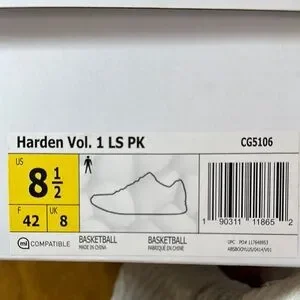 Harden Vol. 1 LS PK
CG5106
US
8 1/2
F
42
UK
8
mi COMPATIBLE
BASKETBALL
MADE IN CHINA
BASKETBALL
FABRIQUÉ EN CHINE
1 90311 11865 2
UPC